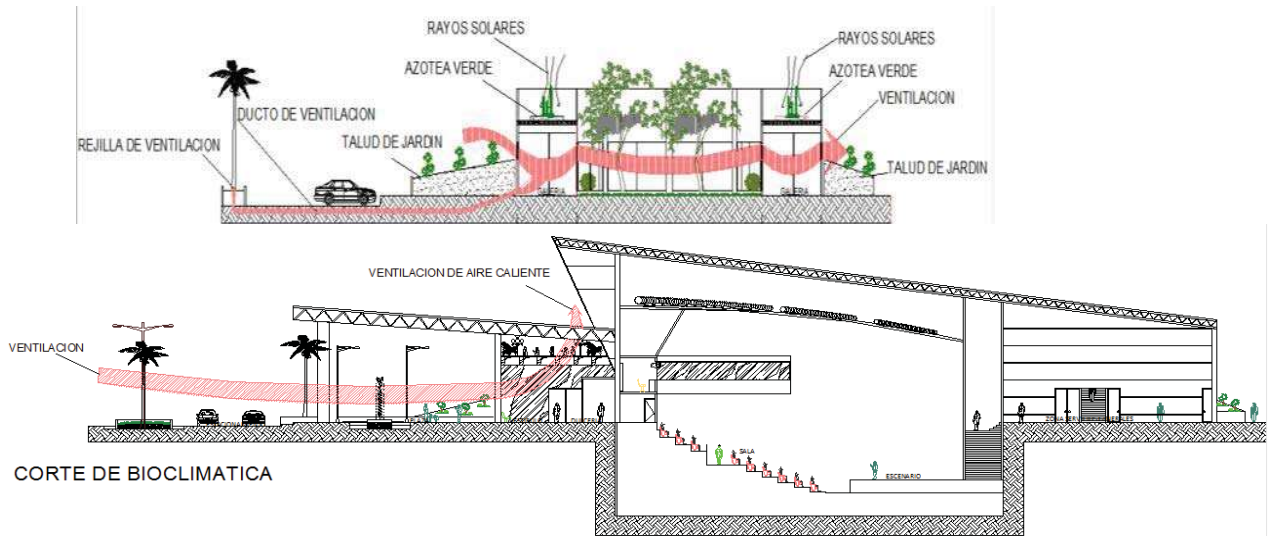 RAYOS SOLARES
RAYOS SOLARES
AZOTEA VERDE
AZOTEA VERDE
DUCTO DE VENTILACION
VENTILACION
REJILLA DE VENTILACION
TALUD DE JARDIN
TALUD DE JARDIN
GALERIA
GALERIA
VENTILACION DE AIRE CALIENTE
VENTILACION
SALA
ESCENARIO
CORTE DE BIOCLIMATICA